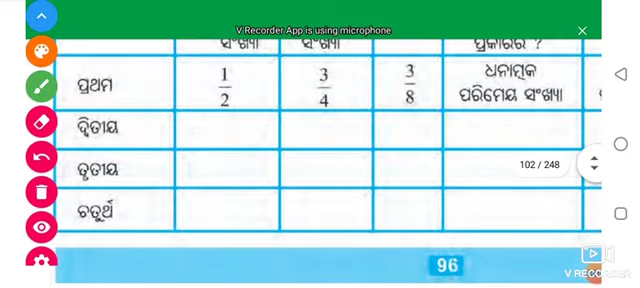 V Recorder App is using microphone
ସଂଖ୍ୟା ସଂଖ୍ୟା ପ୍ରକାରର ?
ପ୍ରଥମ 1/2 3/4 3/8 ଧନାତ୍ମକ
ପରିମେୟ ସଂଖ୍ୟା
ଦ୍ୱିତୀୟ
ତୃତୀୟ
102 / 248
ଚତୁର୍ଥ
96
V RECORDER